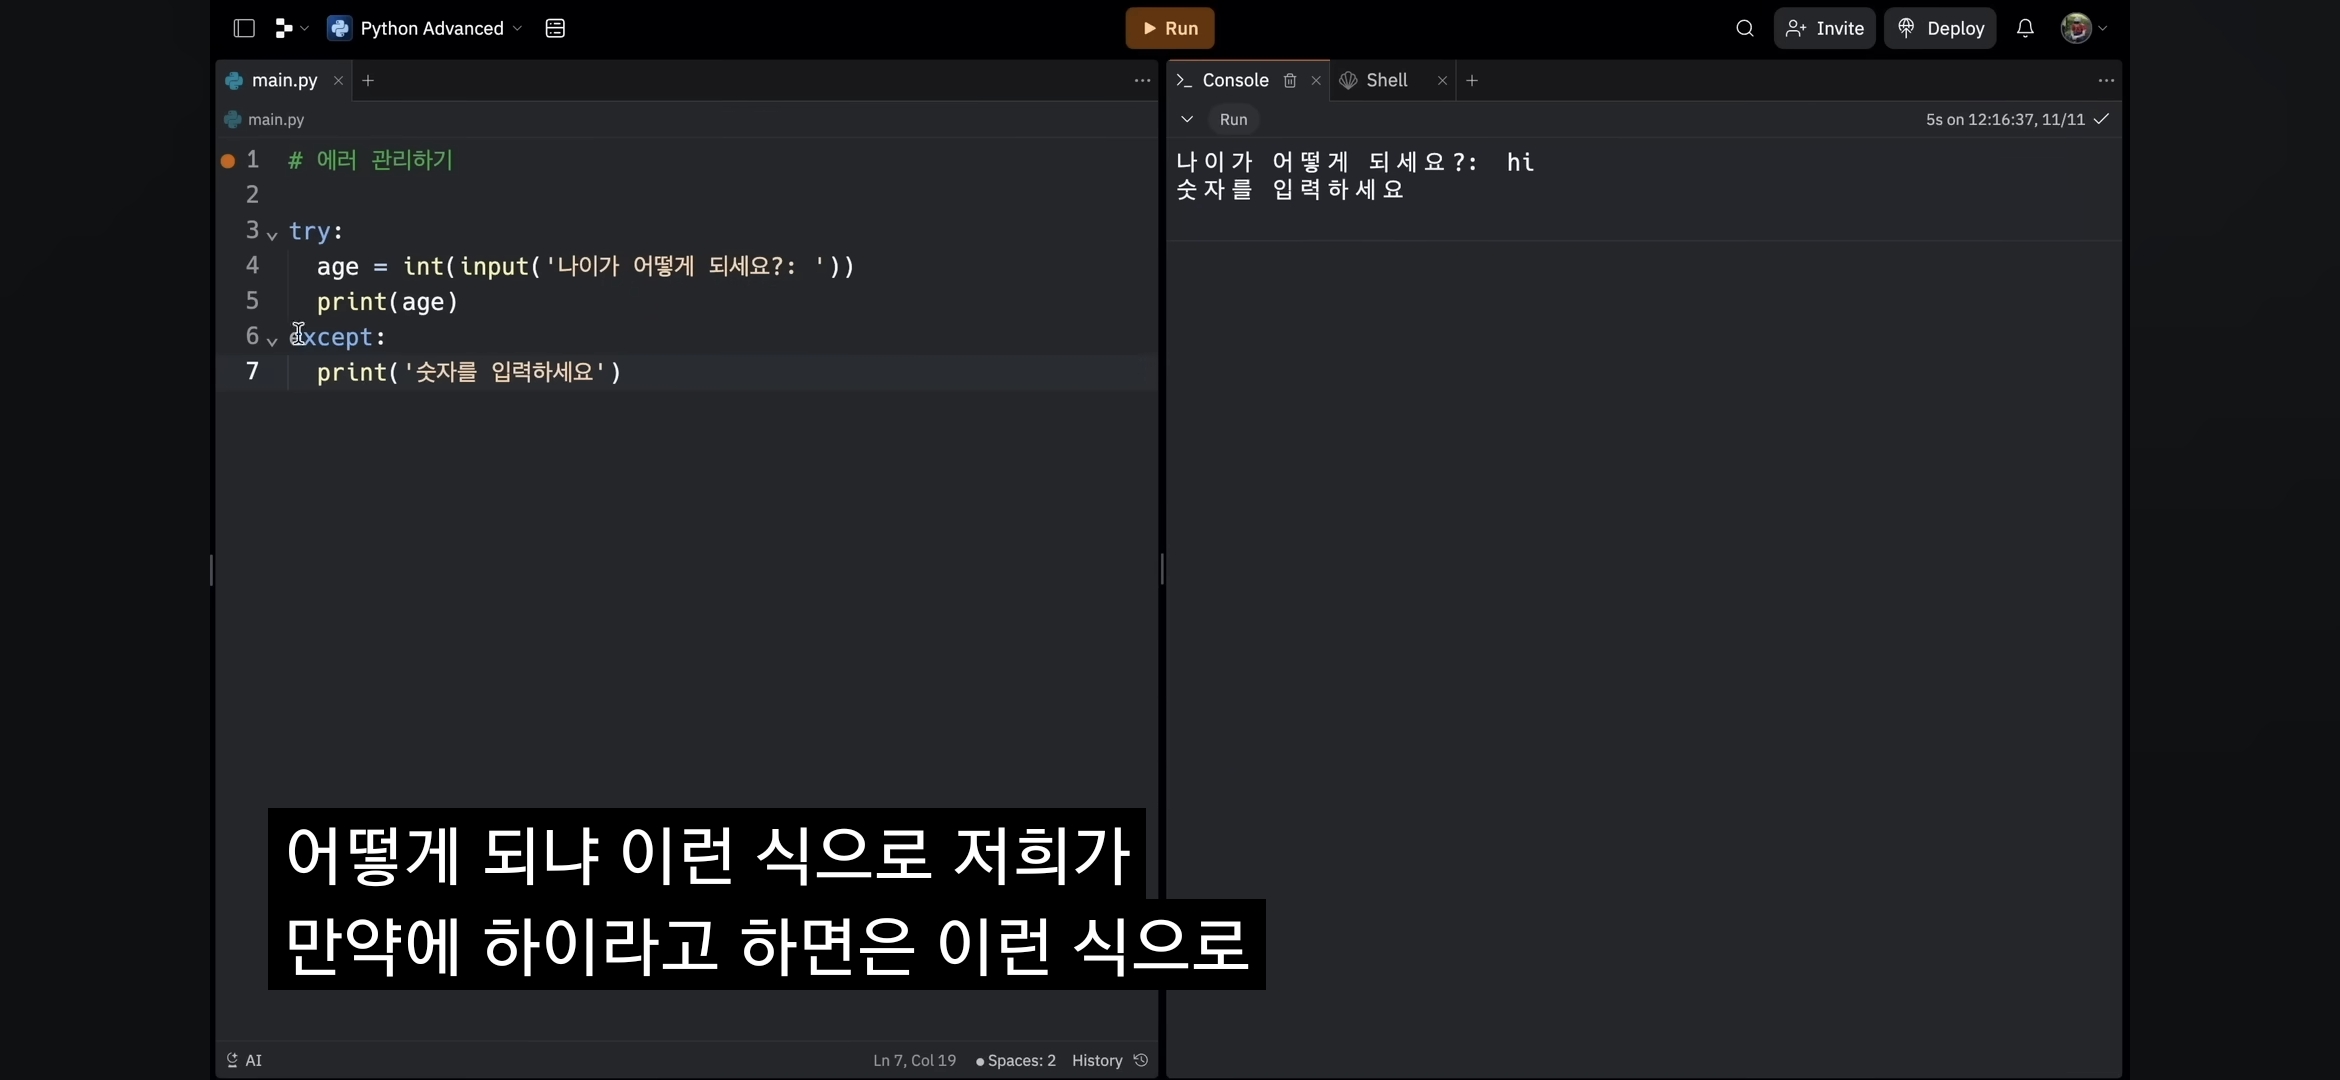 Python Advanced
Run
Invite
Deploy
main.py
Console
Shell
main.py
Run
5s on 12:16:37, 11/11
1 # 에러 관리하기
2
3 try:
4 age = int(input('나이가 어떻게 되세요?: '))
5 print(age)
6 except:
7 print('숫자를 입력하세요')
나이가 어떻게 되세요?: hi
숫자를 입력하세요
어떻게 되냐 이런 식으로 저희가
만약에 하이라고 하면은 이런 식으로
AI
Ln 7, Col 19
Spaces: 2
History